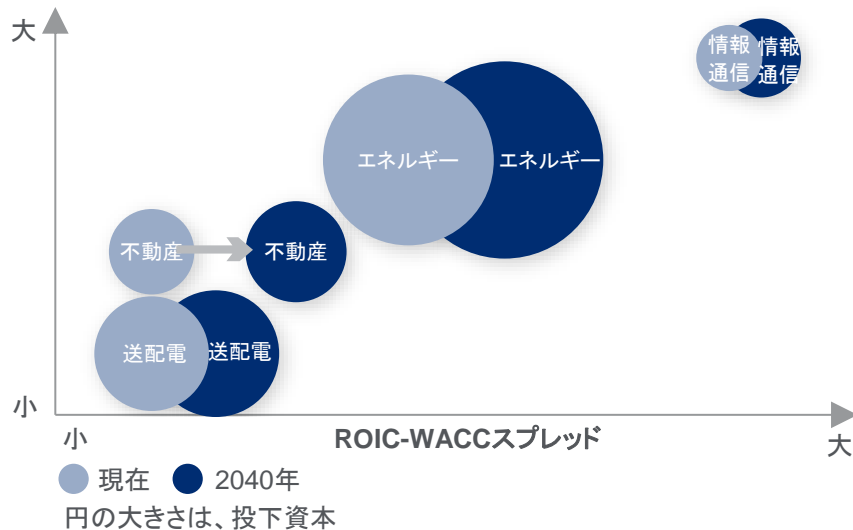 大
情報
通信
情報
通信
エネルギー
エネルギー
不動産
不動産
送配電
送配電
小
小
ROIC-WACCスプレッド
大
現在
2040年
円の大きさは、投下資本